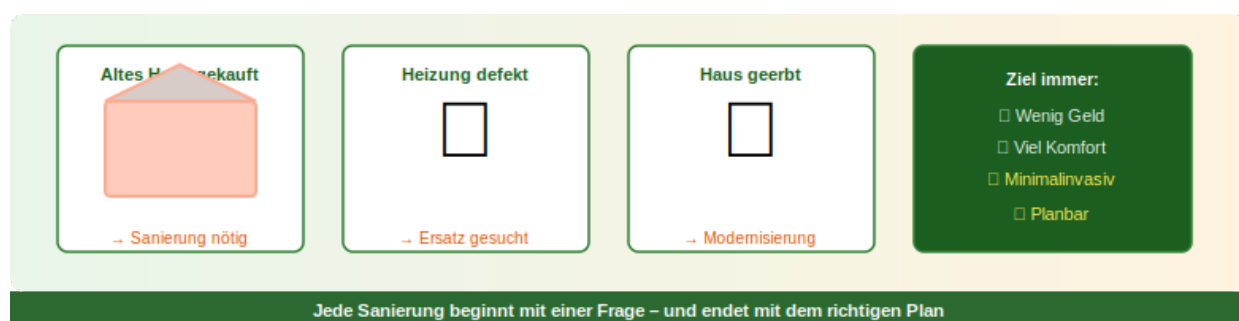 Altes H gekauft
→ Sanierung nötig
Heizung defekt
→ Ersatz gesucht
Haus geerbt
→ Modernisierung
Ziel immer:
Wenig Geld
Viel Komfort
Minimalinvasiv
Planbar
Jede Sanierung beginnt mit einer Frage – und endet mit dem richtigen Plan